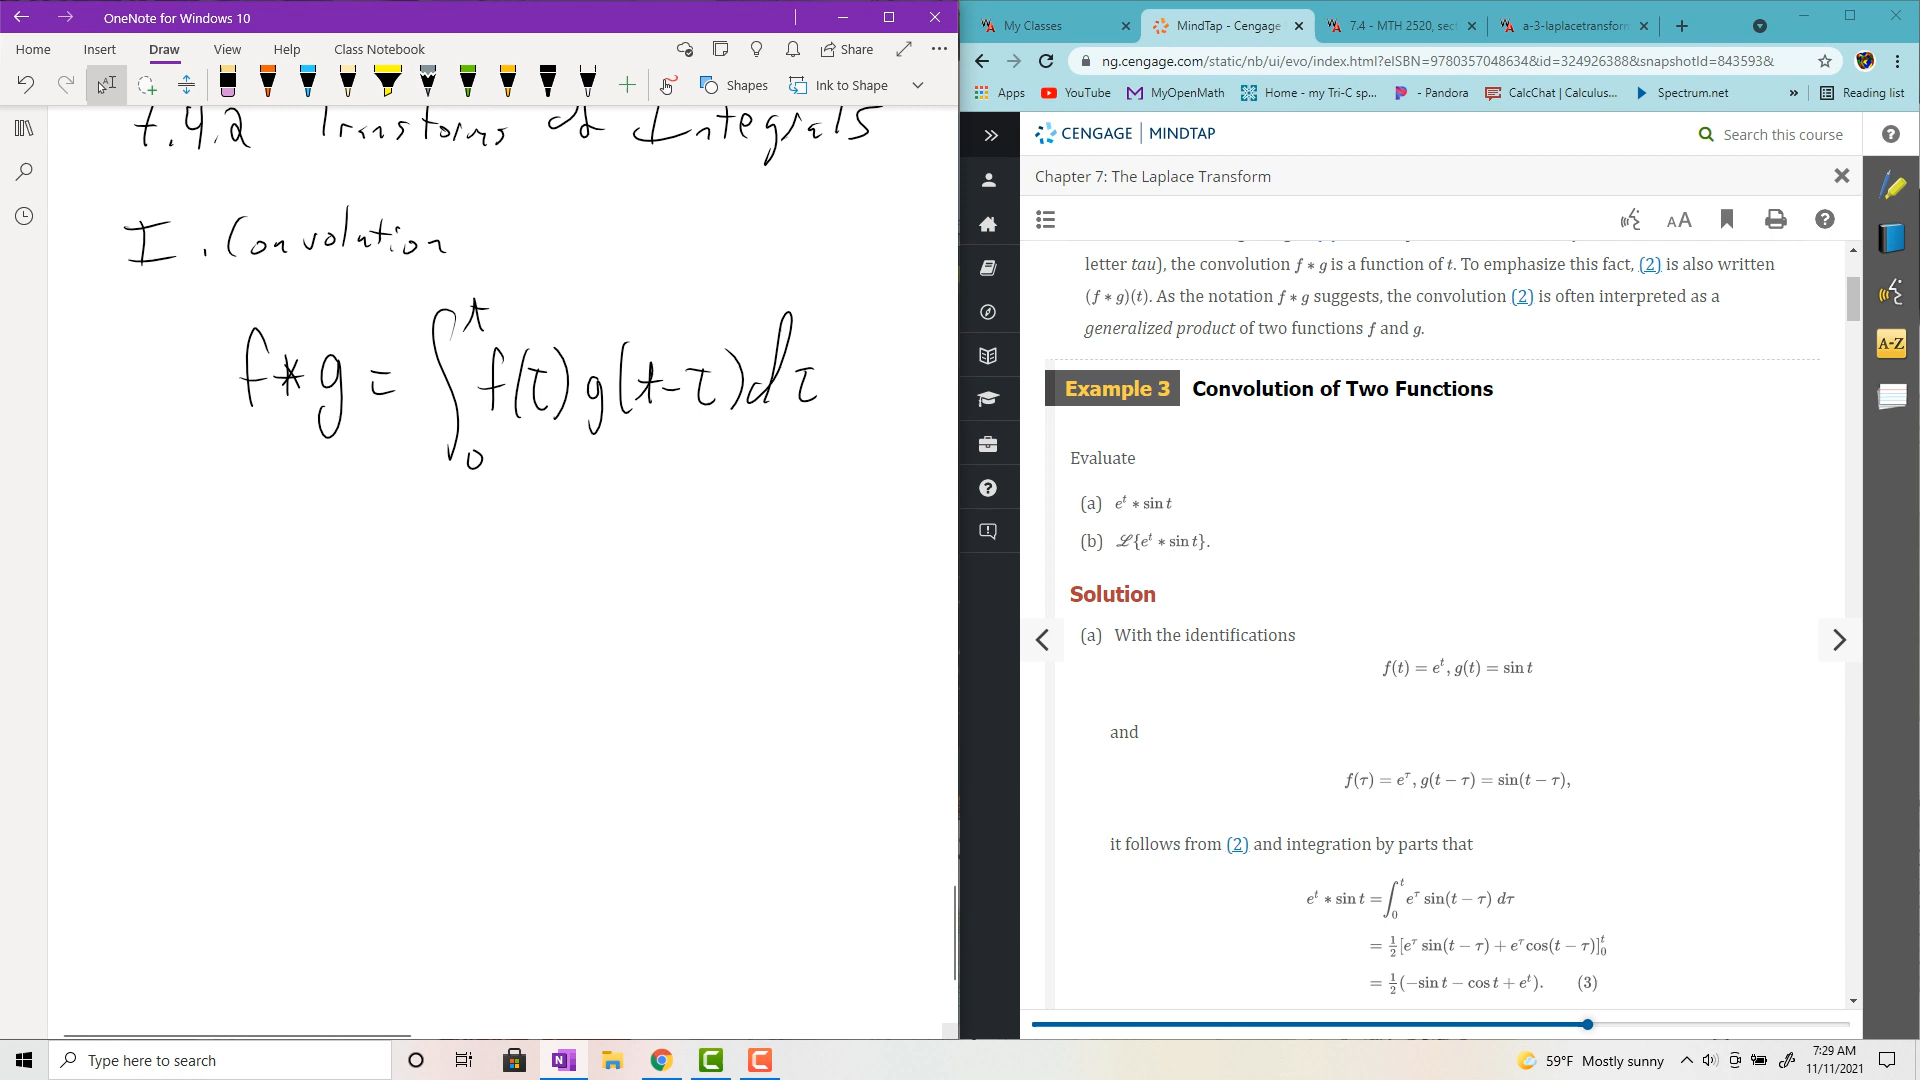 OneNote for Windows 10
Home Insert Draw View Help Class Notebook Share
Shapes Ink to Shape
7.4.2 Transforms of Integrals
I. Convolution
f*g = ∫₀ᵗ f(τ) g(t-τ)dτ
My Classes
MindTap - Cengage
7.4 - MTH 2520, sec
a-3-laplacetransform
ng.cengage.com/static/nb/ui/evo/index.html?eISBN=9780357048634&id=324926388&snapshotId=843593&
Apps YouTube MyOpenMath Home - my Tri-C sp... - Pandora CalcChat | Calculus... Spectrum.net » Reading list
CENGAGE | MINDTAP Search this course
Chapter 7: The Laplace Transform
AA
A-Z
letter tau), the convolution f * g is a function of t. To emphasize this fact, (2) is also written
(f * g)(t). As the notation f * g suggests, the convolution (2) is often interpreted as a
generalized product of two functions f and g.
Example 3 Convolution of Two Functions
Evaluate
(a) eᵗ * sin t
(b) ℒ{eᵗ * sin t}.
Solution
(a) With the identifications
f(t) = eᵗ, g(t) = sin t
and
f(τ) = e^τ, g(t − τ) = sin(t − τ),
it follows from (2) and integration by parts that
eᵗ * sin t = ∫₀ᵗ e^τ sin(t − τ) dτ
= ½[e^τ sin(t − τ) + e^τ cos(t − τ)]₀ᵗ
= ½(−sin t − cos t + eᵗ). (3)
Type here to search
59°F Mostly sunny
7:29 AM
11/11/2021